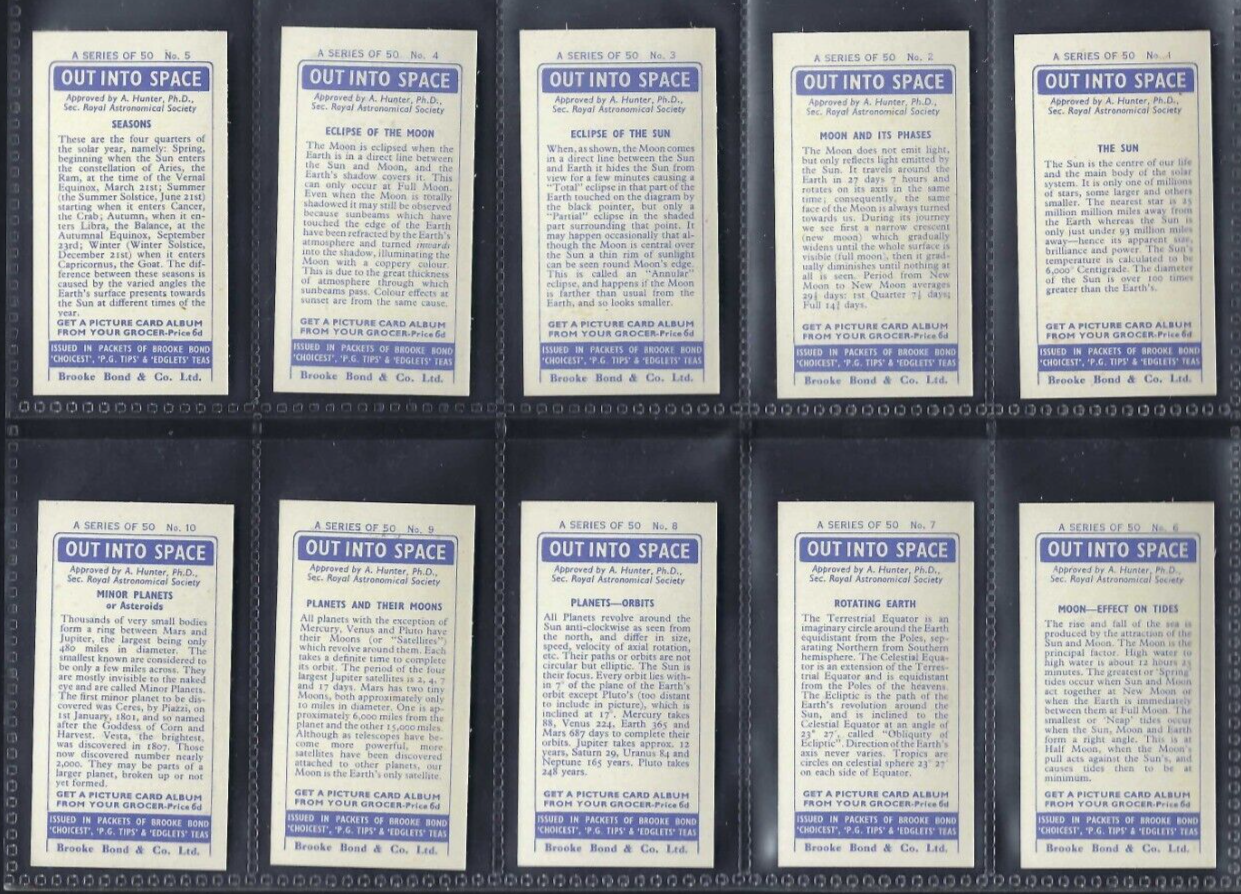 A SERIES OF 50 No. 5
OUT INTO SPACE
Approved by A. Hunter, Ph.D.,
Sec. Royal Astronomical Society
SEASONS
These are the four quarters of
the solar year, namely: Spring,
beginning when the Sun enters
the constellation of Aries, the
Ram, at the time of the Vernal
Equinox, March 21st; Summer
(the Summer Solstice, June 21st)
starting when it enters Cancer,
the Crab; Autumn, when it en-
ters Libra, the Balance, at the
Autumnal Equinox, September
23rd; Winter (Winter Solstice,
December 21st) when it enters
Capricornus, the Goat. The dif-
ference between these seasons is
caused by the varied angles the
Earth's surface presents towards
the Sun at different times of the
year.
GET A PICTURE CARD ALBUM
FROM YOUR GROCER-Price 6d
ISSUED IN PACKETS OF BROOKE BOND
'CHOICEST', 'P.G. TIPS' & 'EDGLETS' TEAS
Brooke Bond & Co. Ltd.
A SERIES OF 50 No. 4
OUT INTO SPACE
Approved by A. Hunter, Ph.D.,
Sec. Royal Astronomical Society
ECLIPSE OF THE MOON
The Moon is eclipsed when the
Earth is in a direct line between
the Sun and Moon, and the
Earth's shadow covers it. This
can only occur at Full Moon.
Even when the Moon is totally
shadowed it may still be observed
because sunbeams which have
touched the edge of the Earth
have been refracted by the Earth's
atmosphere and turned inwards
into the shadow, illuminating the
Moon with a coppery colour.
This is due to the great thickness
of atmosphere through which
sunbeams pass. Colour effects at
sunset are from the same cause.
GET A PICTURE CARD ALBUM
FROM YOUR GROCER-Price 6d
ISSUED IN PACKETS OF BROOKE BOND
'CHOICEST', 'P.G. TIPS' & 'EDGLETS' TEAS
Brooke Bond & Co. Ltd.
A SERIES OF 50 No. 3
OUT INTO SPACE
Approved by A. Hunter, Ph.D.,
Sec. Royal Astronomical Society
ECLIPSE OF THE SUN
When, as shown, the Moon comes
in a direct line between the Sun
and Earth it hides the Sun from
view for a few minutes causing a
"Total" eclipse in that part of the
Earth touched on the diagram by
the black pointer, but only a
"Partial" eclipse in the shaded
part surrounding that point. It
may happen occasionally that al-
though the Moon is central over
the Sun a thin rim of sunlight
can be seen round Moon's edge.
This is called an "Annular"
eclipse, and happens if the Moon
is farther than usual from the
Earth, and so looks smaller.
GET A PICTURE CARD ALBUM
FROM YOUR GROCER-Price 6d
ISSUED IN PACKETS OF BROOKE BOND
'CHOICEST', 'P.G. TIPS' & 'EDGLETS' TEAS
Brooke Bond & Co. Ltd.
A SERIES OF 50 No. 2
OUT INTO SPACE
Approved by A. Hunter, Ph.D.,
Sec. Royal Astronomical Society
MOON AND ITS PHASES
The Moon does not emit light,
but only reflects light emitted by
the Sun. It travels around the
Earth in 27 days 7 hours and
rotates on its axis in the same
time; consequently, the same
face of the Moon is always turned
towards us. During its journey
we see first a narrow crescent
(new moon) which gradually
widens until the whole surface is
visible (full moon), then it grad-
ually diminishes until nothing at
all is seen. Period from New
Moon to New Moon averages
29½ days: 1st Quarter 7½ days;
Full 14¾ days.
GET A PICTURE CARD ALBUM
FROM YOUR GROCER-Price 6d
ISSUED IN PACKETS OF BROOKE BOND
'CHOICEST', 'P.G. TIPS' & 'EDGLETS' TEAS
Brooke Bond & Co. Ltd.
A SERIES OF 50 No. 1
OUT INTO SPACE
Approved by A. Hunter, Ph.D.,
Sec. Royal Astronomical Society
THE SUN
The Sun is the centre of our life
and the main body of the solar
system. It is only one of millions
of stars, some larger and others
smaller. The nearest star is 25
million million miles away from
the Earth whereas the Sun is
only just under 93 million miles
away—hence its apparent size,
brilliance and power. The Sun's
temperature is calculated to be
6,000° Centigrade. The diameter
of the Sun is over 100 times
greater than the Earth's.
GET A PICTURE CARD ALBUM
FROM YOUR GROCER-Price 6d
ISSUED IN PACKETS OF BROOKE BOND
'CHOICEST', 'P.G. TIPS' & 'EDGLETS' TEAS
Brooke Bond & Co. Ltd.
A SERIES OF 50 No. 10
OUT INTO SPACE
Approved by A. Hunter, Ph.D.,
Sec. Royal Astronomical Society
MINOR PLANETS
or Asteroids
Thousands of very small bodies
form a ring between Mars and
Jupiter, the largest being only
480 miles in diameter. The
smallest known are considered to
be only a few miles across. They
are mostly invisible to the naked
eye and are called Minor Planets.
The first minor planet to be dis-
covered was Ceres, by Piazzi, on
1st January, 1801, and so named
after the Goddess of Corn and
Harvest. Vesta, the brightest,
was discovered in 1807. Those
now discovered number nearly
2,000. They may be parts of a
larger planet, broken up or not
yet formed.
GET A PICTURE CARD ALBUM
FROM YOUR GROCER-Price 6d
ISSUED IN PACKETS OF BROOKE BOND
'CHOICEST', 'P.G. TIPS' & 'EDGLETS' TEAS
Brooke Bond & Co. Ltd.
A SERIES OF 50 No. 9
OUT INTO SPACE
Approved by A. Hunter, Ph.D.,
Sec. Royal Astronomical Society
PLANETS AND THEIR MOONS
All planets with the exception of
Mercury, Venus and Pluto have
their Moons (or "Satellites")
which revolve around them. Each
takes a definite time to complete
its orbit. The period of the four
largest Jupiter satellites is 2, 4, 7
and 17 days. Mars has two tiny
Moons, both approximately only
10 miles in diameter. One is ap-
proximately 6,000 miles from the
planet and the other 15,000 miles.
Although as telescopes have be-
come more powerful, more
satellites have been discovered
attached to other planets, our
Moon is the Earth's only satellite.
GET A PICTURE CARD ALBUM
FROM YOUR GROCER-Price 6d
ISSUED IN PACKETS OF BROOKE BOND
'CHOICEST', 'P.G. TIPS' & 'EDGLETS' TEAS
Brooke Bond & Co. Ltd.
A SERIES OF 50 No. 8
OUT INTO SPACE
Approved by A. Hunter, Ph.D.,
Sec. Royal Astronomical Society
PLANETS—ORBITS
All Planets revolve around the
Sun anti-clockwise as seen from
the north, and differ in size,
speed, velocity of axial rotation,
etc. Their paths or orbits are not
circular but elliptic. The Sun is
their focus. Every orbit lies with-
in 7° of the plane of the Earth's
orbit except Pluto's (too distant
to include in picture), which is
inclined at 17°. Mercury takes
88, Venus 224, Earth 365 and
Mars 687 days to complete their
orbits. Jupiter takes approx. 12
years, Saturn 29, Uranus 84 and
Neptune 165 years. Pluto takes
248 years.
GET A PICTURE CARD ALBUM
FROM YOUR GROCER-Price 6d
ISSUED IN PACKETS OF BROOKE BOND
'CHOICEST', 'P.G. TIPS' & 'EDGLETS' TEAS
Brooke Bond & Co. Ltd.
A SERIES OF 50 No. 7
OUT INTO SPACE
Approved by A. Hunter, Ph.D.,
Sec. Royal Astronomical Society
ROTATING EARTH
The Terrestrial Equator is an
imaginary circle around the Earth
equidistant from the Poles, sep-
arating Northern from Southern
hemisphere. The Celestial Equa-
tor is an extension of the Terres-
trial Equator and is equidistant
from the Poles of the heavens.
The Ecliptic is the path of the
Earth's revolution around the
Sun, and is inclined to the
Celestial Equator at an angle of
23° 27', called "Obliquity of
Ecliptic". Direction of the Earth's
axis never varies. Tropics are
circles on celestial sphere 23° 27'
on each side of Equator.
GET A PICTURE CARD ALBUM
FROM YOUR GROCER-Price 6d
ISSUED IN PACKETS OF BROOKE BOND
'CHOICEST', 'P.G. TIPS' & 'EDGLETS' TEAS
Brooke Bond & Co. Ltd.
A SERIES OF 50 No. 6
OUT INTO SPACE
Approved by A. Hunter, Ph.D.,
Sec. Royal Astronomical Society
MOON—EFFECT ON TIDES
The rise and fall of the sea is
produced by the attraction of the
Sun and Moon. The Moon is the
principal factor. High water to
high water is about 12 hours 25
minutes. The greatest or 'Spring'
tides occur when Sun and Moon
act together at New Moon or
when the Earth is immediately
between them at Full Moon. The
smallest or 'Neap' tides occur
when the Sun, Moon and Earth
form a right angle. This is at
Half Moon, when the Moon's
pull acts against the Sun's, and
causes tides then to be at
minimum.
GET A PICTURE CARD ALBUM
FROM YOUR GROCER-Price 6d
ISSUED IN PACKETS OF BROOKE BOND
'CHOICEST', 'P.G. TIPS' & 'EDGLETS' TEAS
Brooke Bond & Co. Ltd.